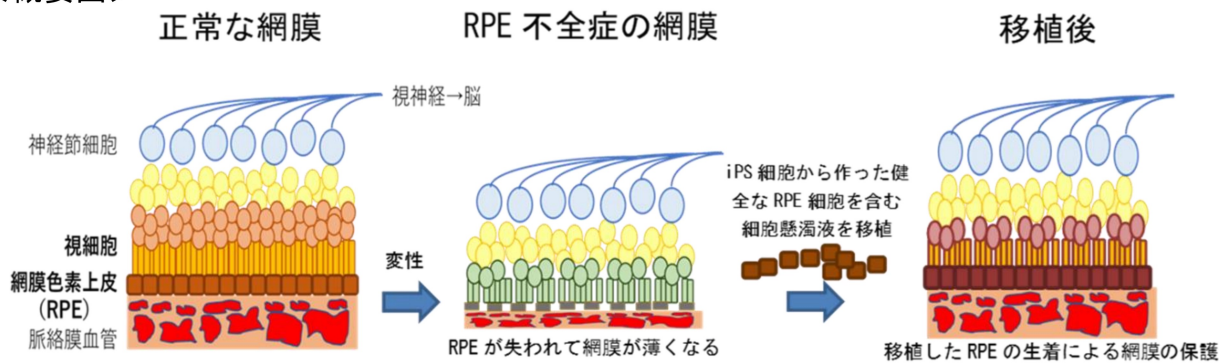 正常な網膜
RPE 不全症の網膜
移植後
視神経→脳
神経節細胞
視細胞
網膜色素上皮
(RPE)
脈絡膜血管
変性
RPE が失われて網膜が薄くなる
iPS 細胞から作った健
全な RPE 細胞を含む
細胞懸濁液を移植
移植した RPE の生着による網膜の保護